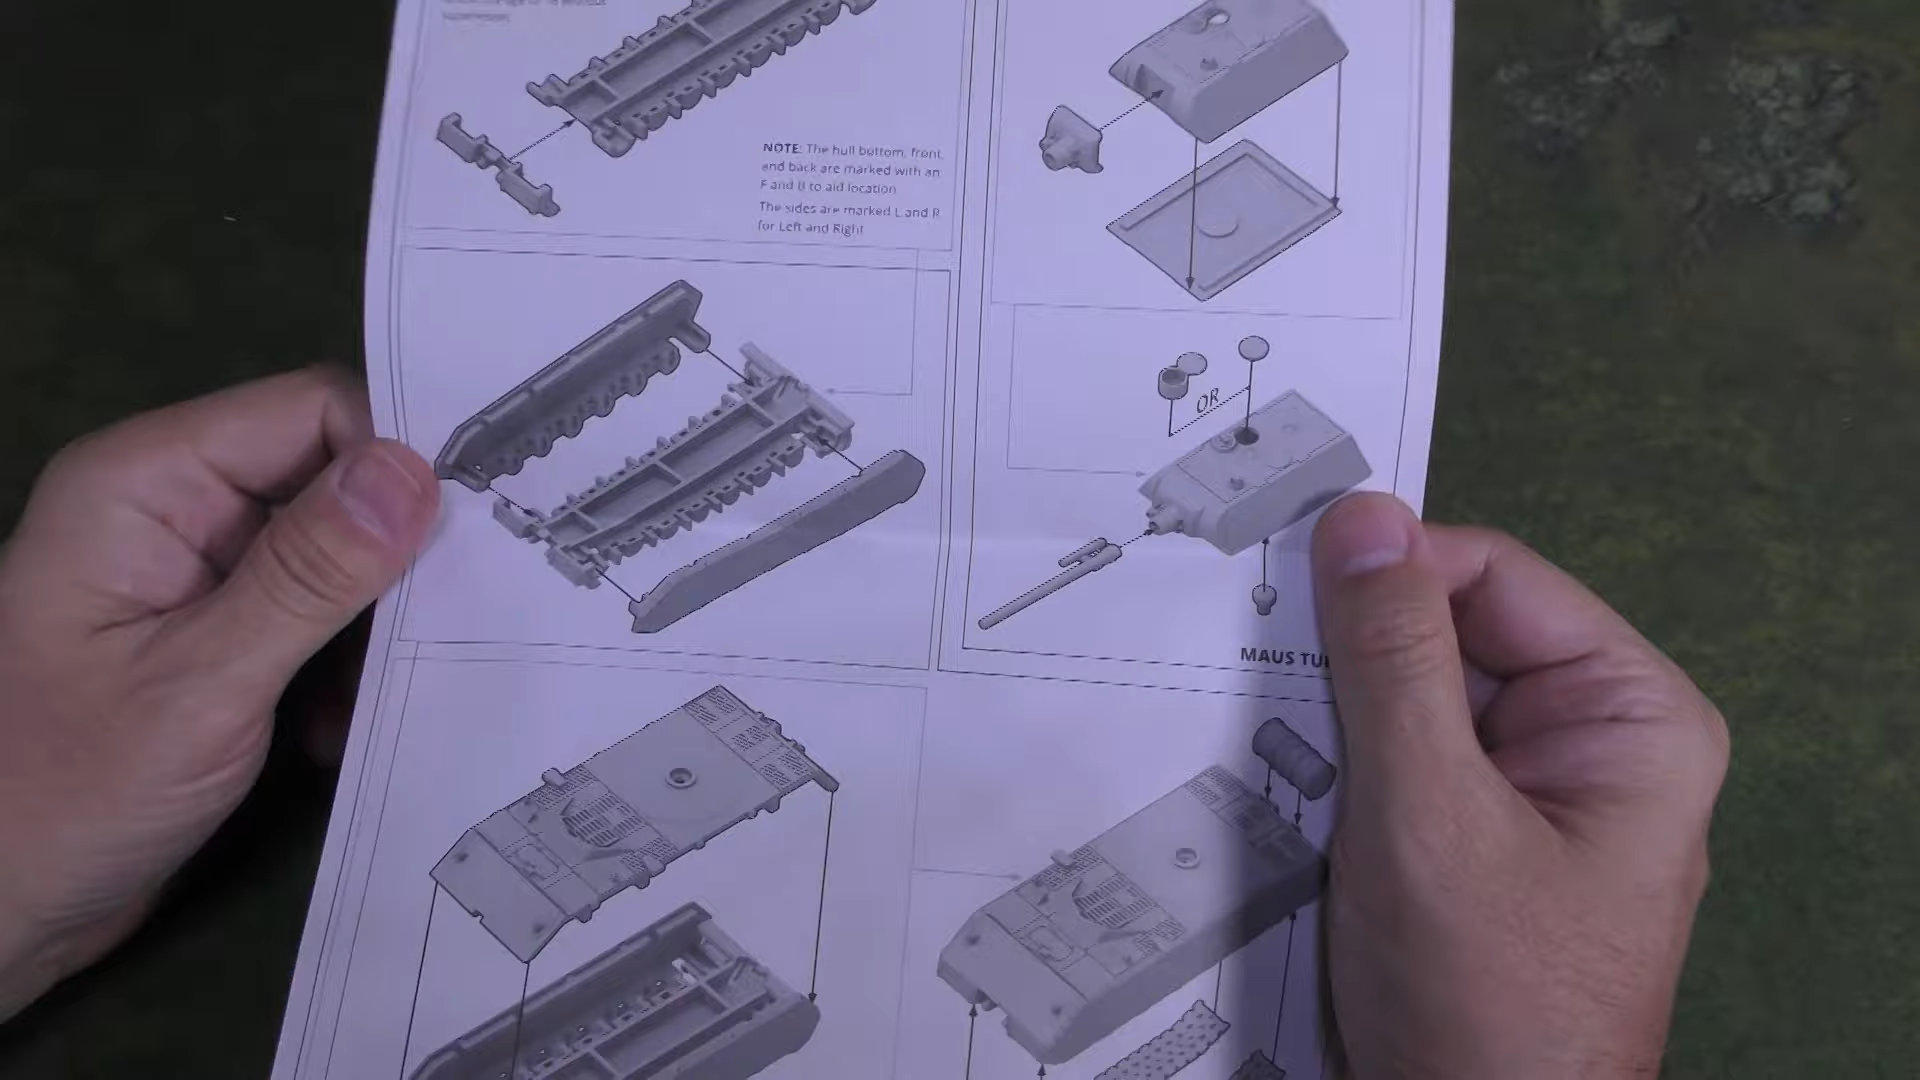 NOTE: The hull bottom, front,
and back are marked with an
F and B to aid location
The sides are marked L and R
for Left and Right
OR
MAUS